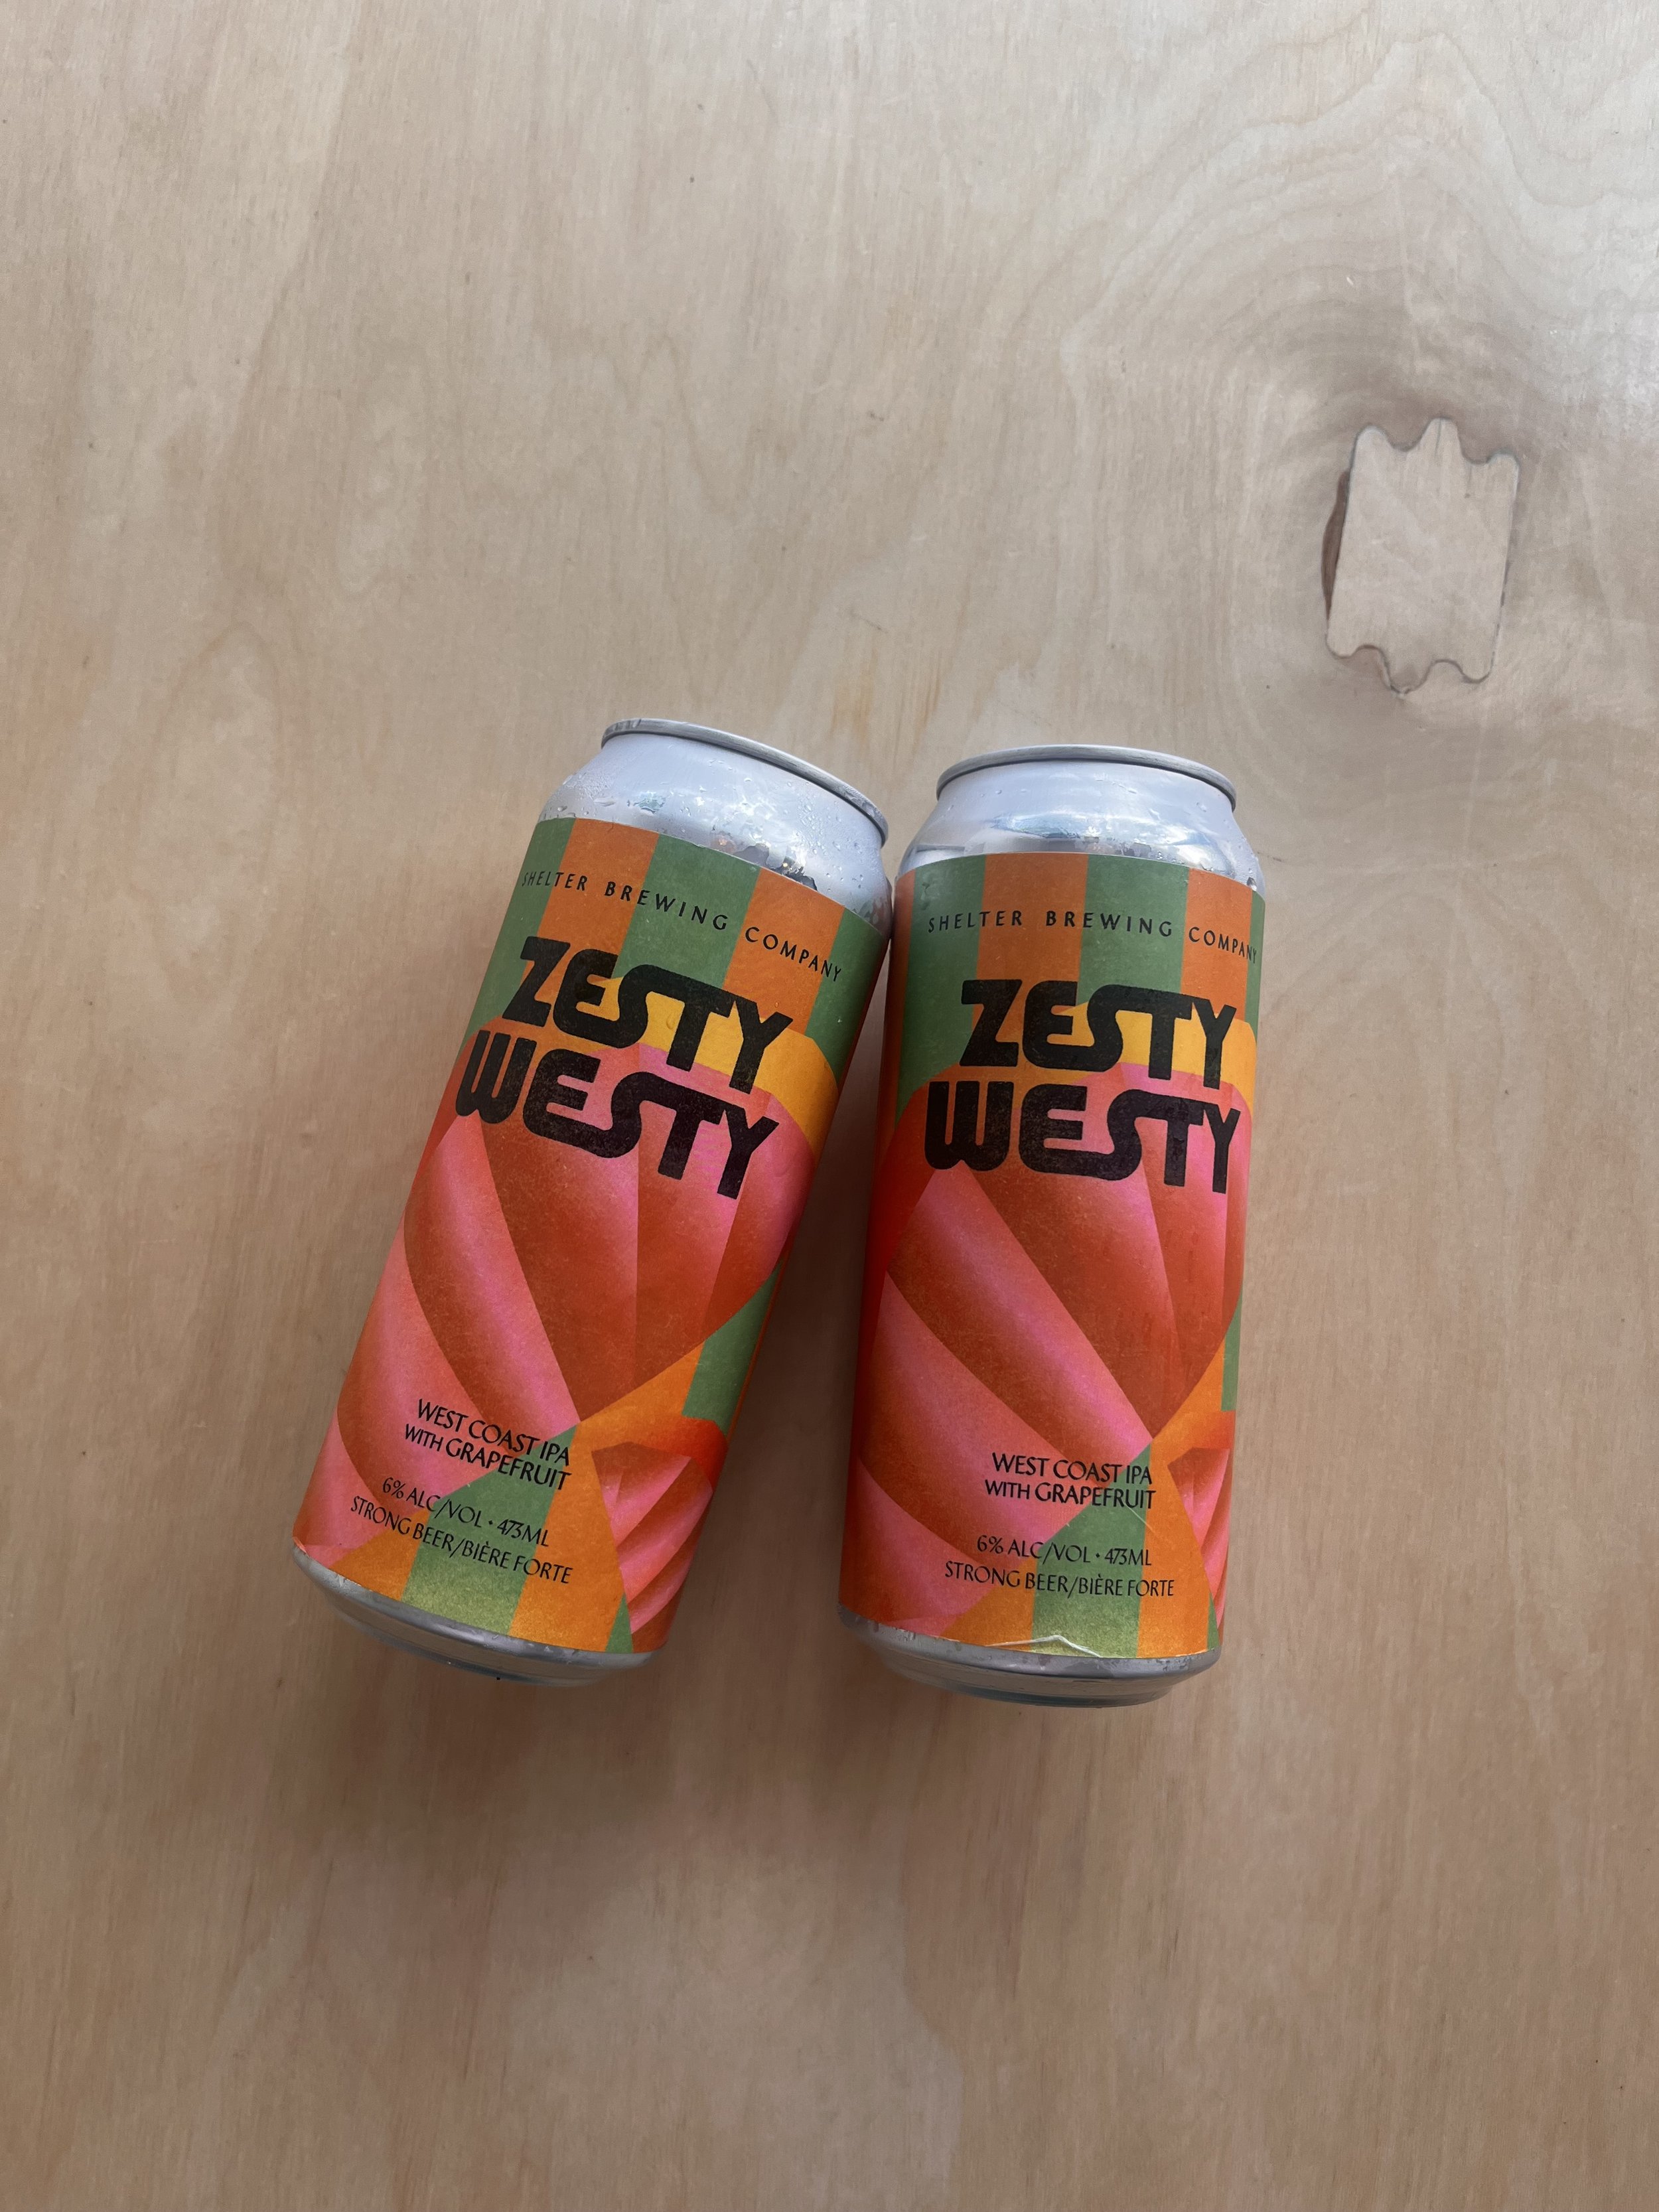 SHELTER BREWING COMPANY
ZESTY
WESTY
WEST COAST IPA
WITH GRAPEFRUIT
6% ALC/VOL • 473ML
STRONG BEER/BIÈRE FORTE
SHELTER BREWING COMPANY
ZESTY
WESTY
WEST COAST IPA
WITH GRAPEFRUIT
6% ALC/VOL • 473ML
STRONG BEER/BIÈRE FORTE